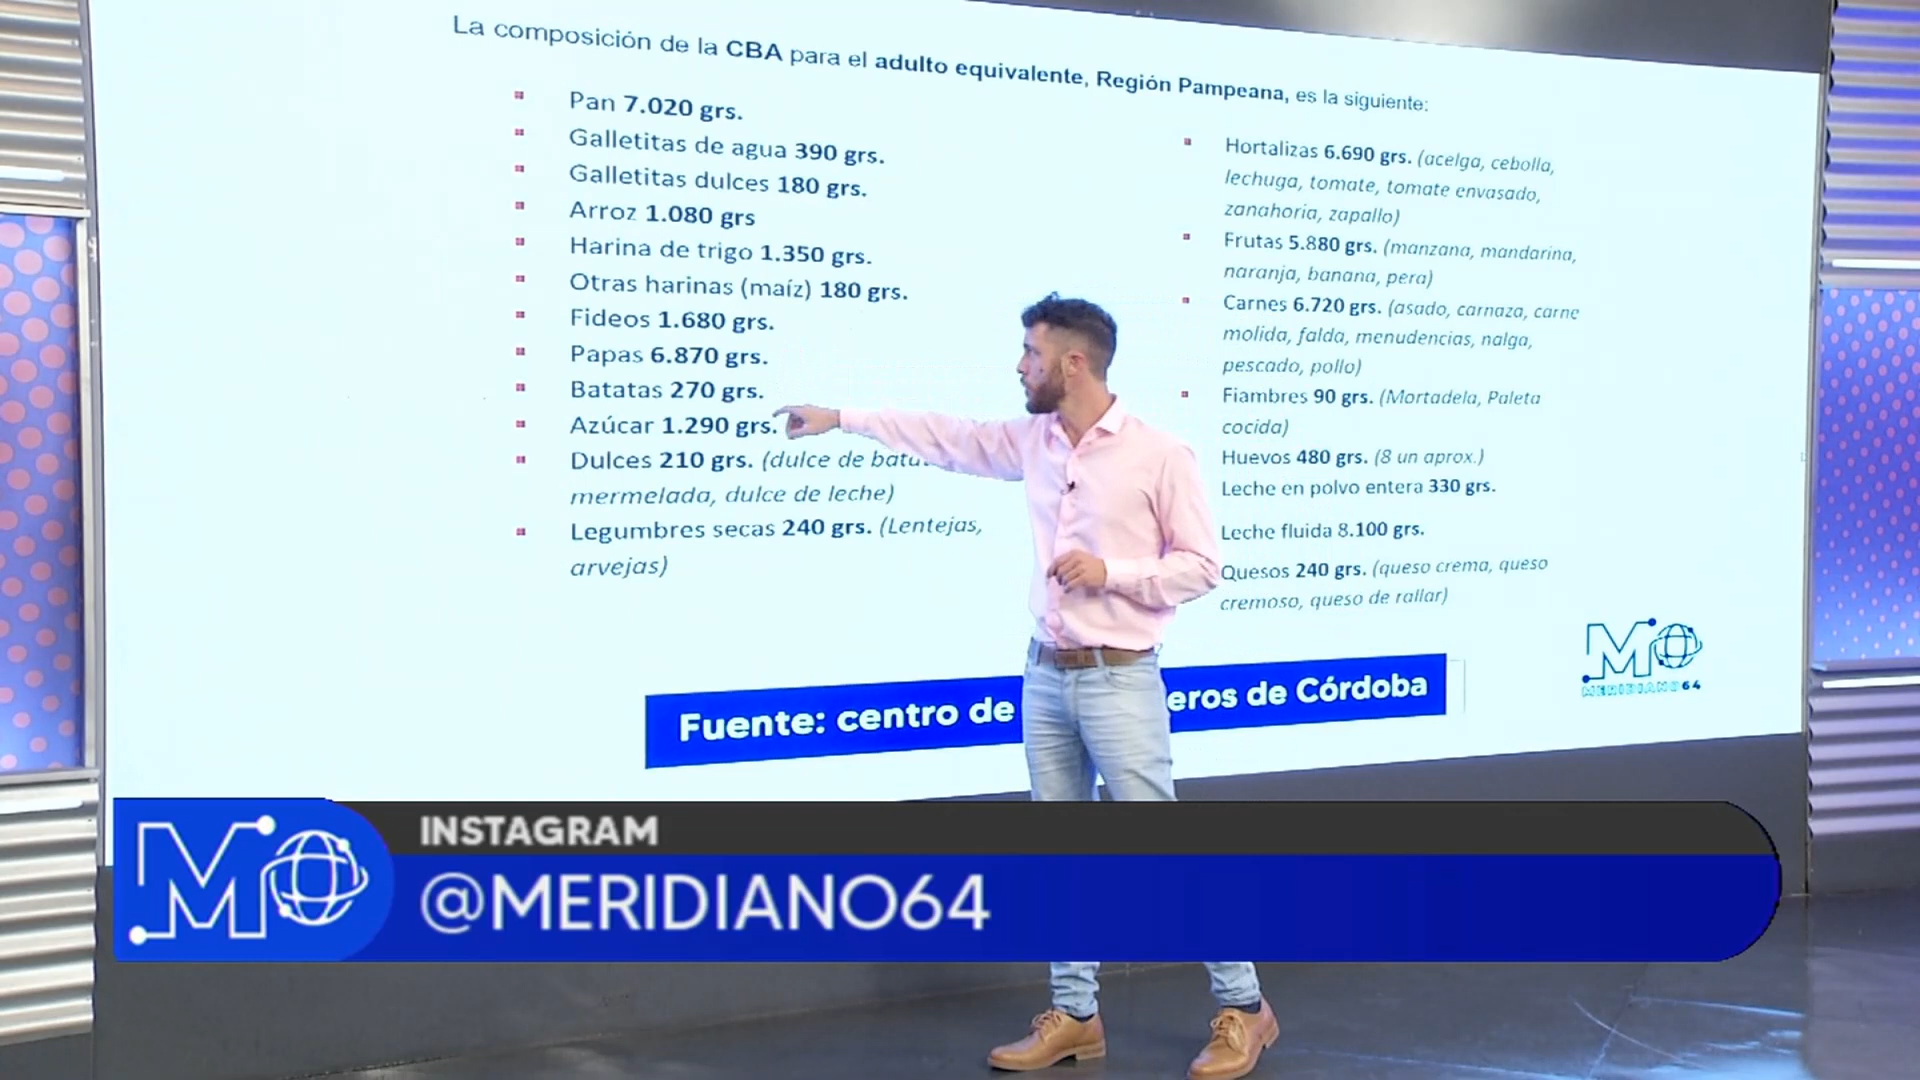 La composición de la CBA para el adulto equivalente, Región Pampeana, es la siguiente:
Pan 7.020 grs.
Galletitas de agua 390 grs.
Galletitas dulces 180 grs.
Arroz 1.080 grs
Harina de trigo 1.350 grs.
Otras harinas (maíz) 180 grs.
Fideos 1.680 grs.
Papas 6.870 grs.
Batatas 270 grs.
Azúcar 1.290 grs.
Dulces 210 grs. (dulce de
mermelada, dulce de leche)
Legumbres secas 240 grs. (Lentejas,
arvejas)
Hortalizas 6.690 grs. (acelga, cebolla,
lechuga, tomate, tomate envasado,
zanahoria, zapallo)
Frutas 5.880 grs. (manzana, mandarina,
naranja, banana, pera)
Carnes 6.720 grs. (asado, carnaza, carne
molida, falda, menudencias, nalga,
pescado, pollo)
Fiambres 90 grs. (Mortadela, Paleta
cocida)
Huevos 480 grs. (8 un aprox.)
Leche en polvo entera 330 grs.
Leche fluida 8.100 grs.
Quesos 240 grs. (queso crema, queso
cremoso, queso de rallar)
MERIDIANO64
Fuente: centro de eros de Córdoba
INSTAGRAM
@MERIDIANO64